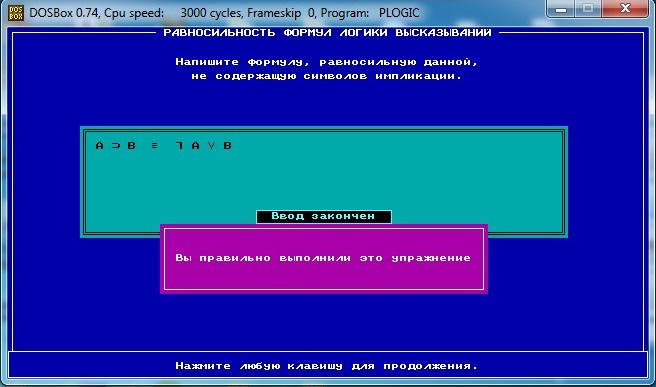 DOSBox 0.74, Cpu speed: 3000 cycles, Frameskip 0, Program: PLOGIC
РАВНОСИЛЬНОСТЬ ФОРМУЛ ЛОГИКИ ВЫСКАЗЫВАНИЙ
Напишите формулу, равносильную данной,
не содержащую символов импликации.
A ⊃ B ≡ ˥ A ∨ B
Ввод закончен
Вы правильно выполнили это упражнение
Нажмите любую клавишу для продолжения.